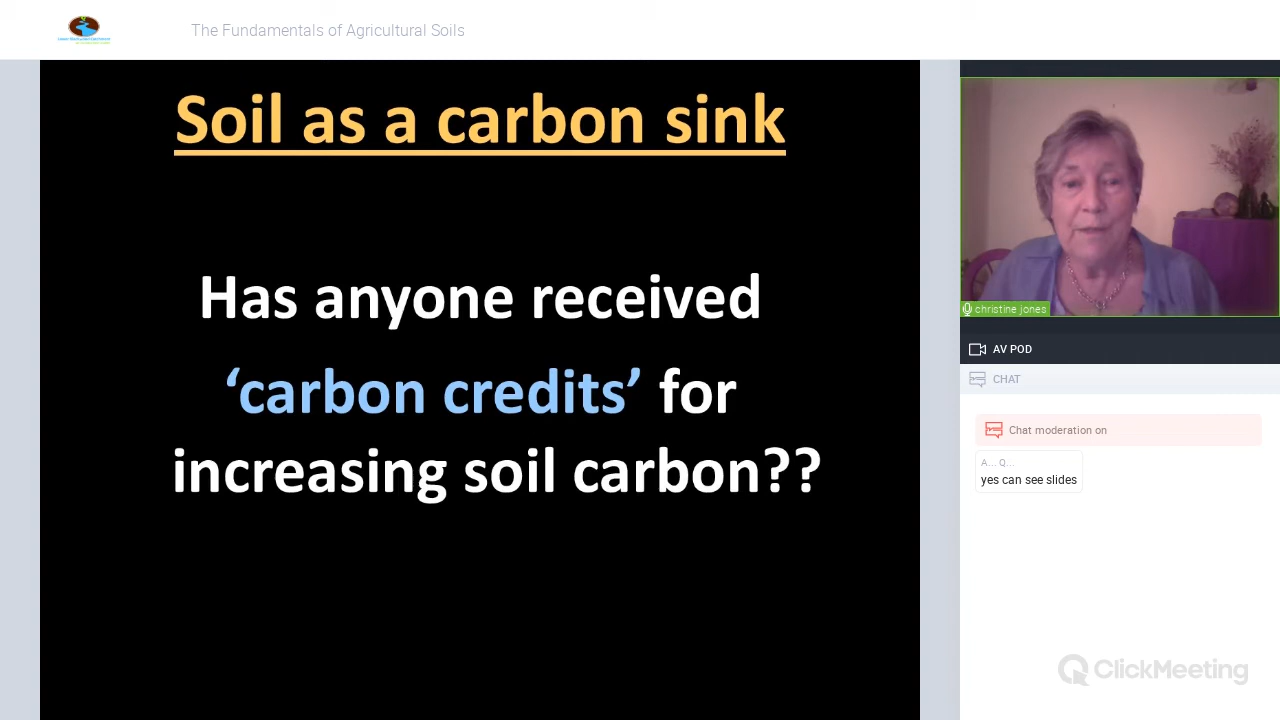 The Fundamentals of Agricultural Soils
Soil as a carbon sink
Has anyone received
‘carbon credits’ for
increasing soil carbon??
christine jones
AV POD
CHAT
Chat moderation on
A... Q...
yes can see slides
ClickMeeting